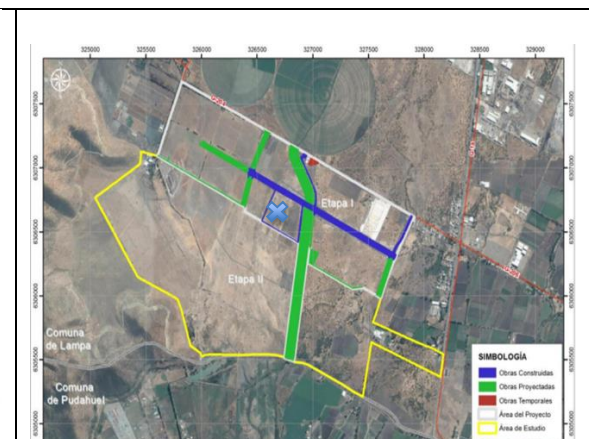 325000 325500 326000 326500 327000 327500 328000 328500 329000
6307500
6307000
6306500
6306000
6305500
6305000
Etapa I
Etapa II
Comuna
de Lampa
Comuna
de Pudahuel
SIMBOLOGÍA
Obras Construidas
Obras Proyectadas
Obras Temporales
Área del Proyecto
Área de Estudio